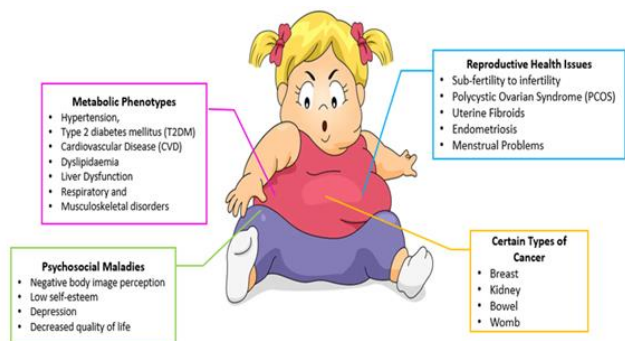 Metabolic Phenotypes
• Hypertension,
• Type 2 diabetes mellitus (T2DM)
• Cardiovascular Disease (CVD)
• Dyslipidaemia
• Liver Dysfunction
• Respiratory and
• Musculoskeletal disorders
Reproductive Health Issues
• Sub-fertility to infertility
• Polycystic Ovarian Syndrome (PCOS)
• Uterine Fibroids
• Endometriosis
• Menstrual Problems
Psychosocial Maladies
• Negative body image perception
• Low self-esteem
• Depression
• Decreased quality of life
Certain Types of
Cancer
• Breast
• Kidney
• Bowel
• Womb